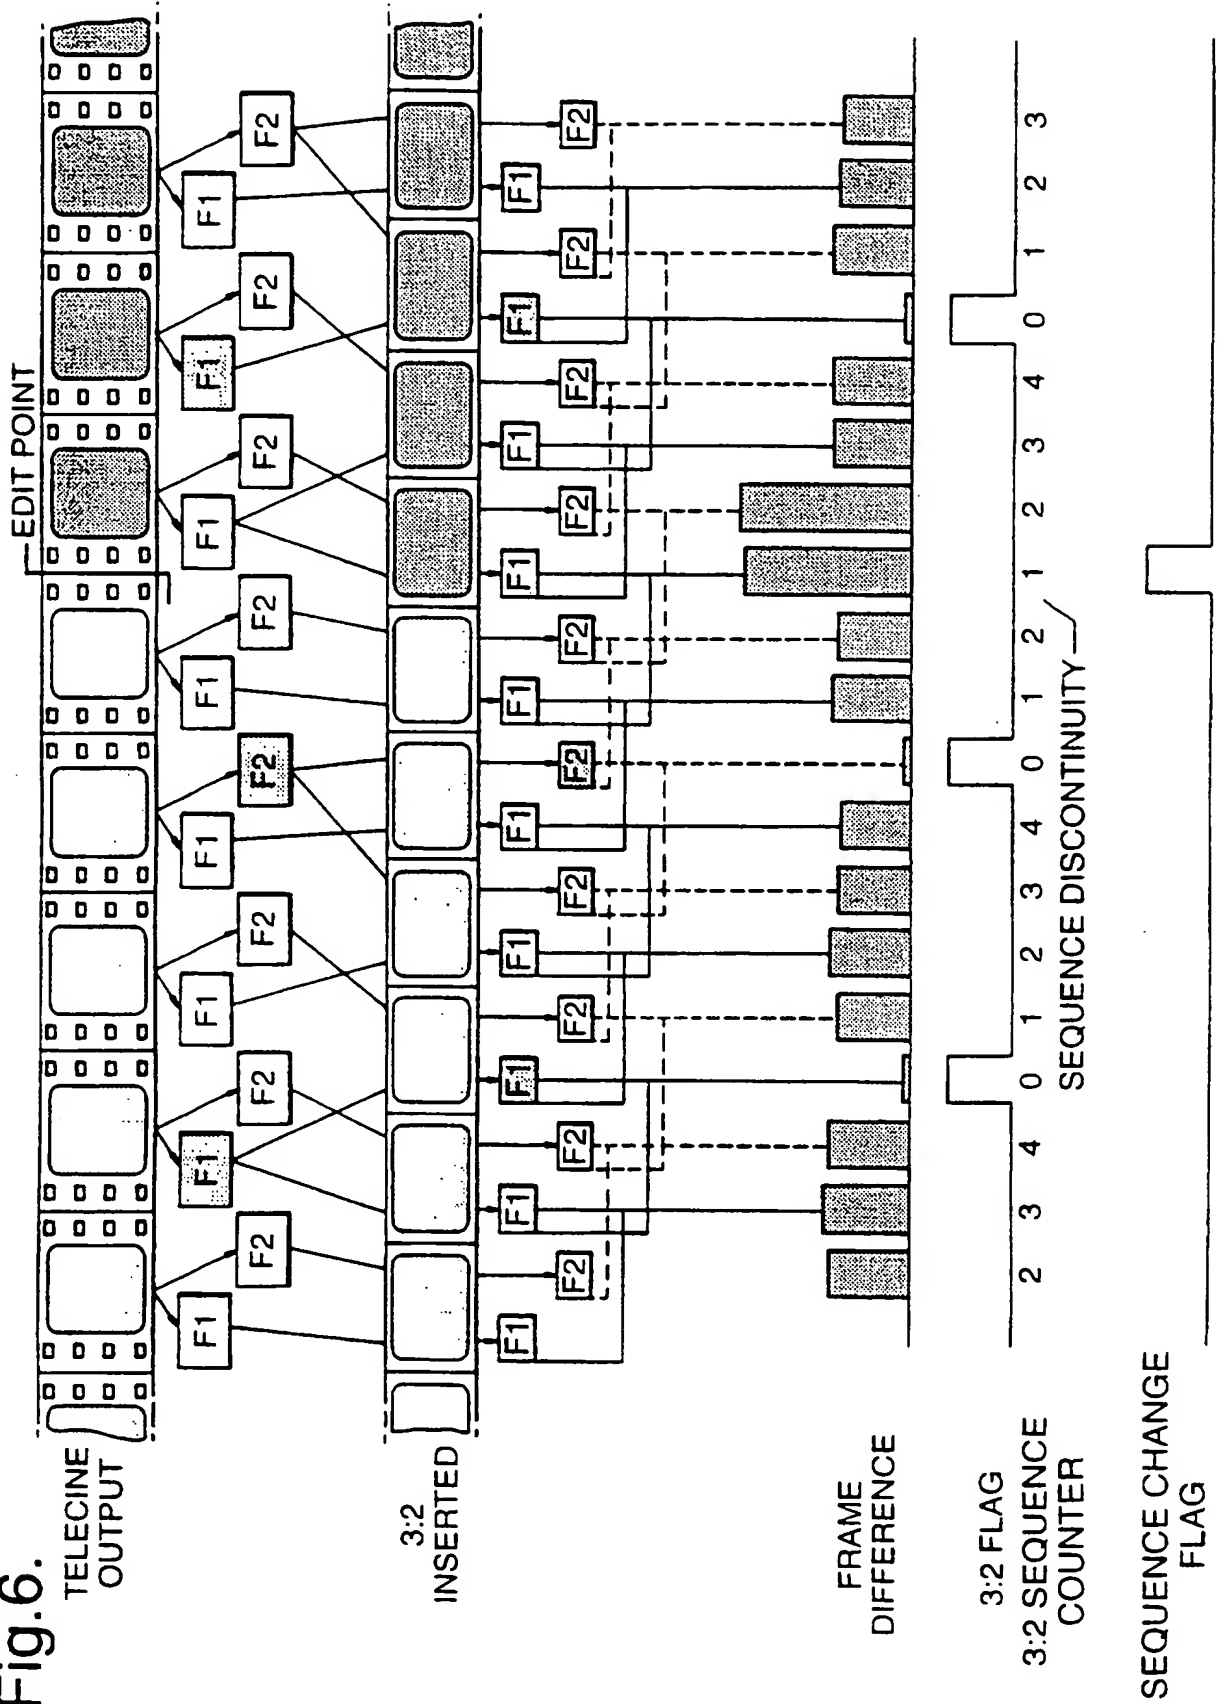 Fig.6.
EDIT POINT
TELECINE
OUTPUT
F1 F1 F1 F1 F1 F1 F1 F1
F2 F2 F2 F2 F2 F2 F2 F2
3:2
INSERTED
F1 F1 F1 F1 F1 F1 F1 F1 F1 F1
F2 F2 F2 F2 F2 F2 F2 F2 F2 F2
FRAME
DIFFERENCE
3:2 FLAG
3:2 SEQUENCE
COUNTER
2 3 4 0 1 2 3 4 0 1 2 1 2 3 4 0 1 2 3
SEQUENCE DISCONTINUITY
SEQUENCE CHANGE
FLAG